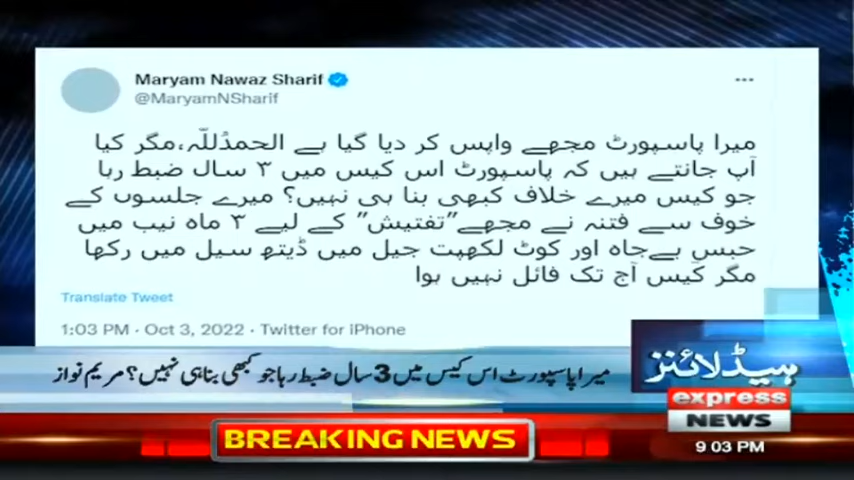 Maryam Nawaz Sharif
@MaryamNSharif
میرا پاسپورٹ مجھے واپس کر دیا گیا ہے الحمدُللّٰہ،مگر کیا
آپ جانتے ہیں کہ پاسپورٹ اس کیس میں ۳ سال ضبط رہا
جو کیس میرے خلاف کبھی بنا ہی نہیں؟ میرے جلسوں کے
خوف سے فتنہ نے مجھے”تفتیش” کے لیے ۳ ماہ نیب میں
حبسِ بےجاہ اور کوٹ لکھپت جیل میں ڈیتھ سیل میں رکھا
مگر کیس آج تک فائل نہیں ہوا
Translate Tweet
1:03 PM · Oct 3, 2022 · Twitter for iPhone
ہیڈلائنز
میرا پاسپورٹ اس کیس میں 3 سال ضبط رہا جو کبھی بنا ہی نہیں؟ مریم نواز
express
NEWS
BREAKING NEWS
9 03 PM